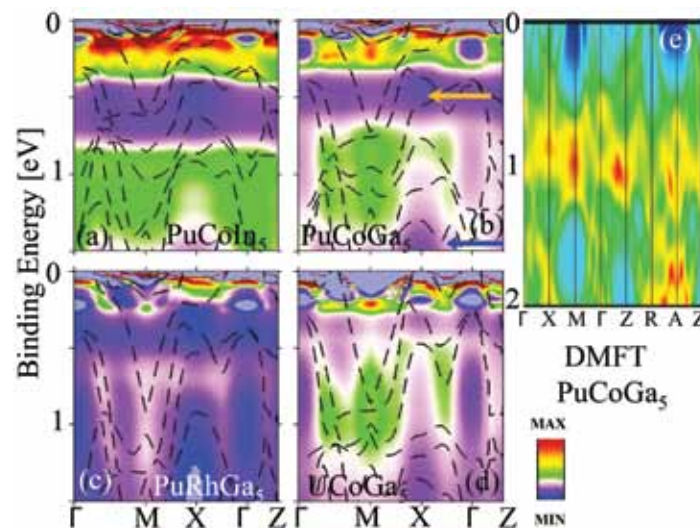 0
1
Binding Energy [eV]
(a) PuCoIn5
PuCoGa5 (b)
0
1
(c) PuRhGa5
UCoGa5 (d)
Γ M X Γ Z
Γ M X Γ Z
0
1
2
(e)
Γ X M Γ Z R A Z
DMFT
PuCoGa5
MAX
MIN